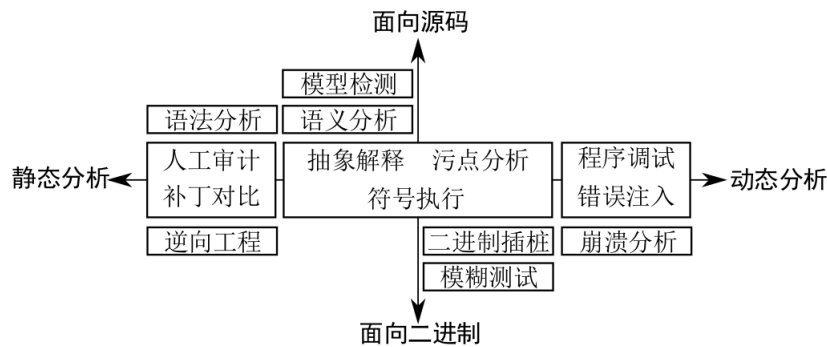 面向源码
模型检测
语法分析 语义分析
静态分析 人工审计 抽象解释 污点分析 程序调试 动态分析
补丁对比 符号执行 错误注入
逆向工程 二进制插桩 崩溃分析
模糊测试
面向二进制